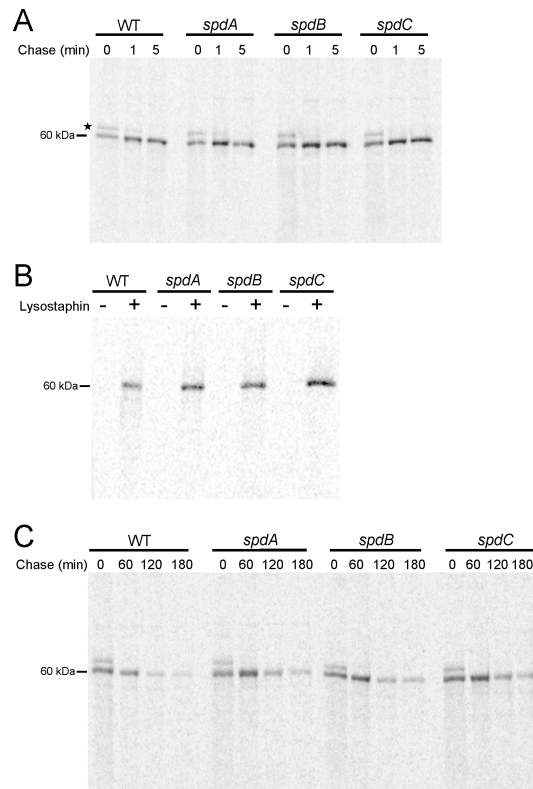 A
WT spdA spdB spdC
Chase (min) 0 1 5 0 1 5 0 1 5 0 1 5
★
60 kDa
B
WT spdA spdB spdC
Lysostaphin - + - + - + - +
60 kDa
C
WT spdA spdB spdC
Chase (min) 0 60 120 180 0 60 120 180 0 60 120 180 0 60 120 180
60 kDa